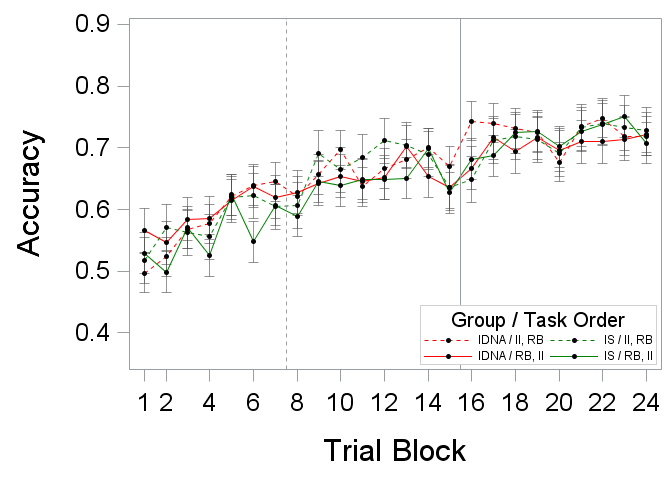 0.9
0.8
0.7
0.6
0.5
0.4
Accuracy
Group / Task Order
IDNA / II, RB IS / II, RB
IDNA / RB, II IS / RB, II
1 2 4 6 8 10 12 14 16 18 20 22 24
Trial Block